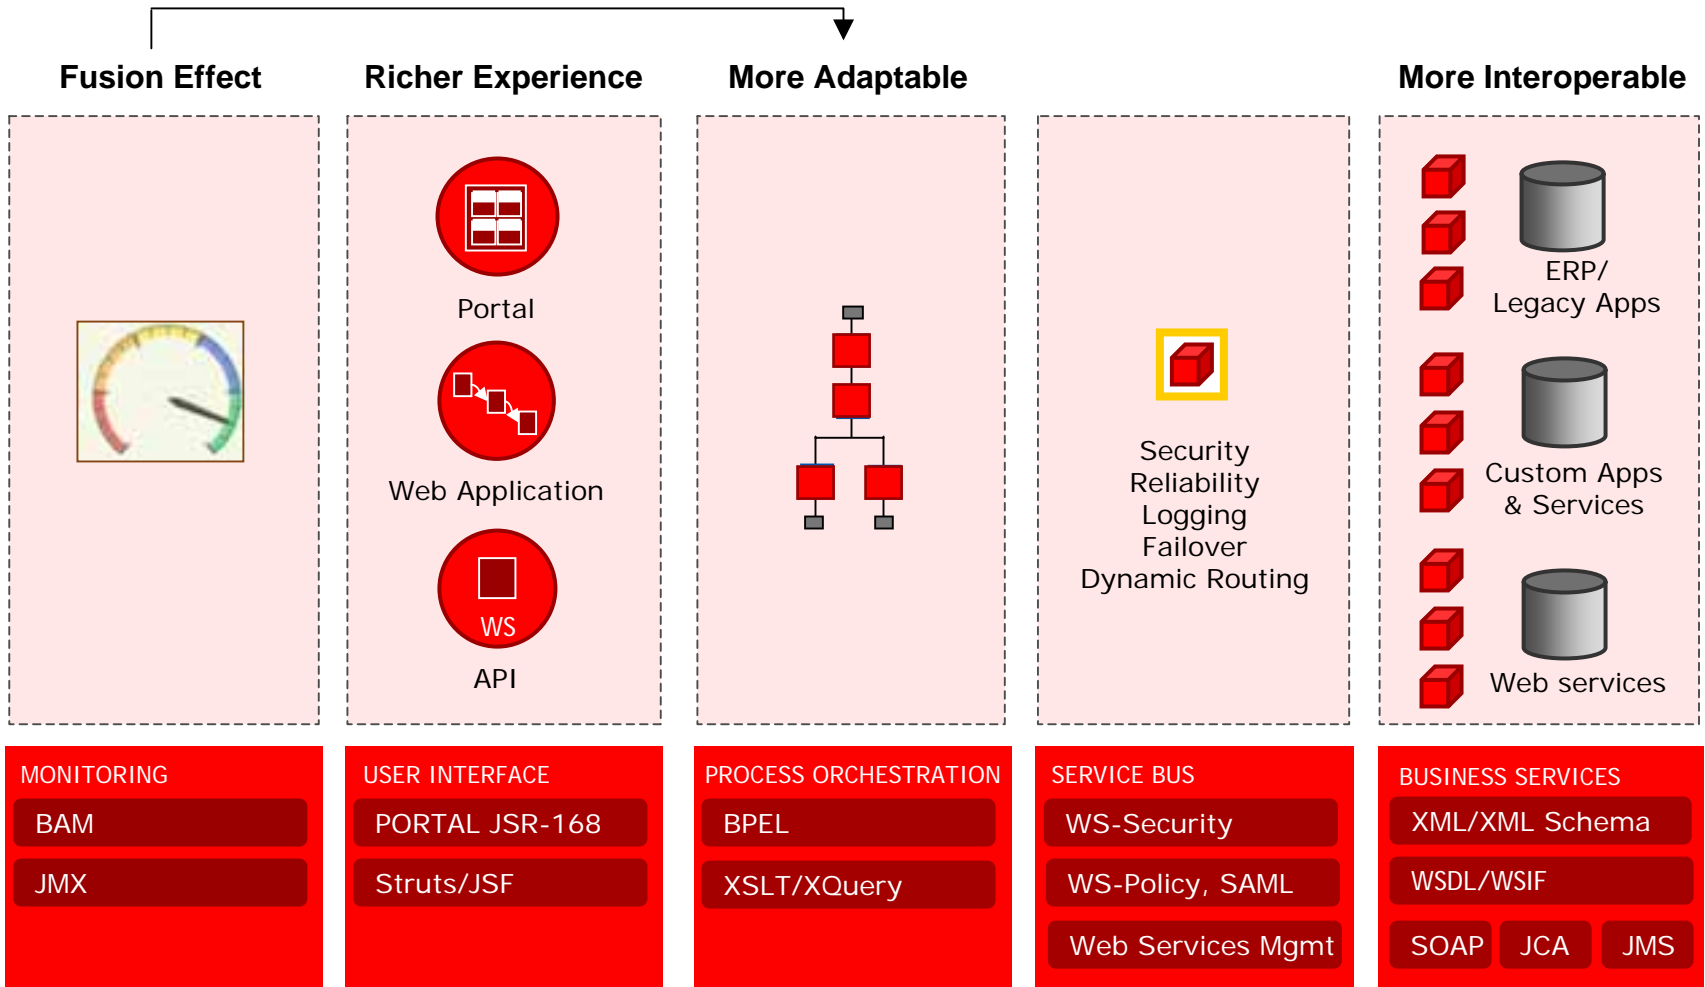 Fusion Effect
Richer Experience
More Adaptable
More Interoperable
Portal
Web Application
WS
API
Security
Reliability
Logging
Failover
Dynamic Routing
ERP/
Legacy Apps
Custom Apps
& Services
Web services
MONITORING
BAM
JMX
USER INTERFACE
PORTAL JSR-168
Struts/JSF
PROCESS ORCHESTRATION
BPEL
XSLT/XQuery
SERVICE BUS
WS-Security
WS-Policy, SAML
Web Services Mgmt
BUSINESS SERVICES
XML/XML Schema
WSDL/WSIF
SOAP
JCA
JMS